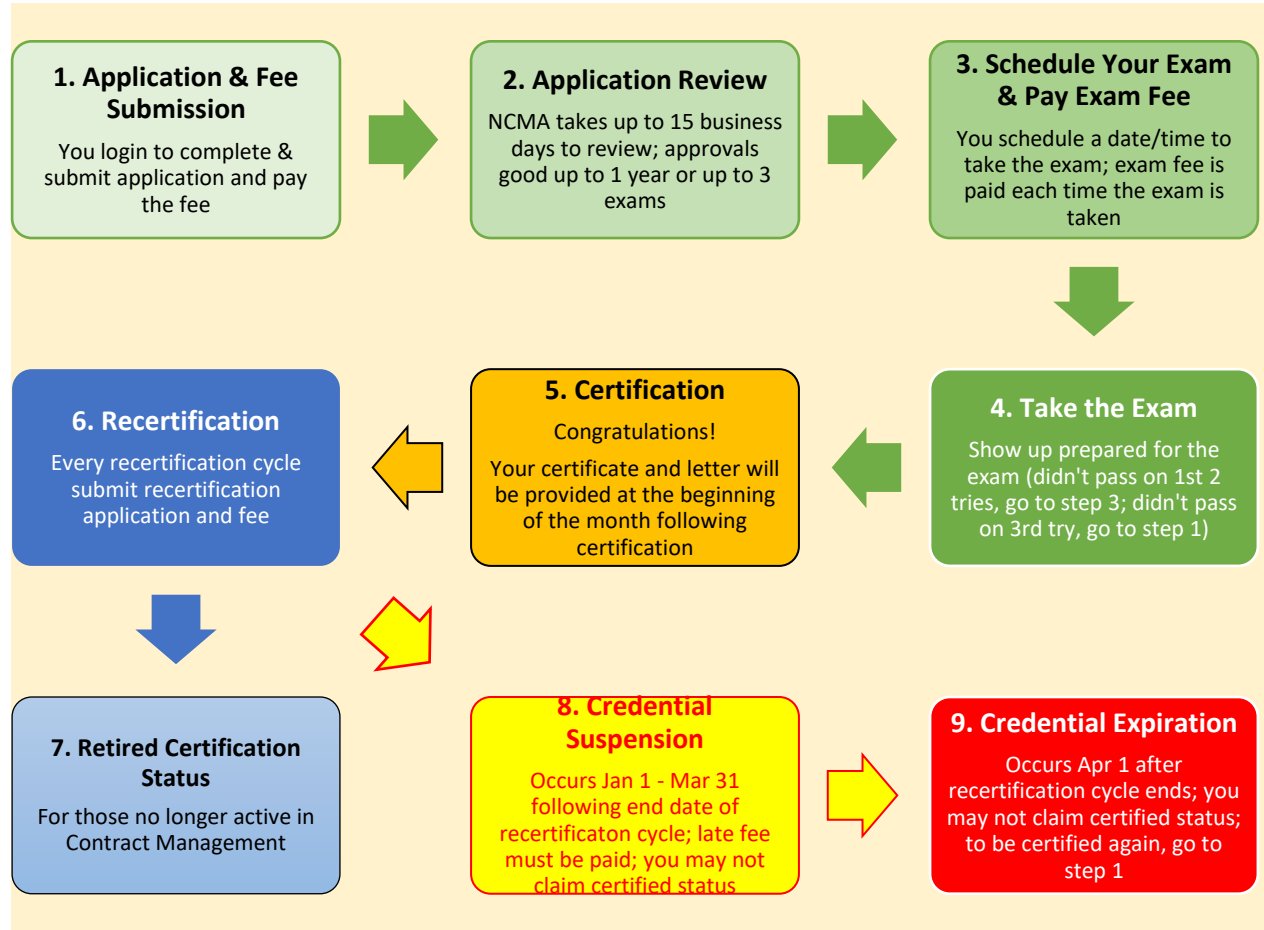 1. Application & Fee
Submission
You login to complete &
submit application and pay
the fee
2. Application Review
NCMA takes up to 15 business
days to review; approvals
good up to 1 year or up to 3
exams
3. Schedule Your Exam
& Pay Exam Fee
You schedule a date/time to
take the exam; exam fee is
paid each time the exam is
taken
4. Take the Exam
Show up prepared for the
exam (didn't pass on 1st 2
tries, go to step 3; didn't pass
on 3rd try, go to step 1)
5. Certification
Congratulations!
Your certificate and letter will
be provided at the beginning
of the month following
certification
6. Recertification
Every recertification cycle
submit recertification
application and fee
7. Retired Certification
Status
For those no longer active in
Contract Management
8. Credential
Suspension
Occurs Jan 1 - Mar 31
following end date of
recertificaton cycle; late fee
must be paid; you may not
claim certified status
9. Credential Expiration
Occurs Apr 1 after
recertification cycle ends; you
may not claim certified status;
to be certified again, go to
step 1